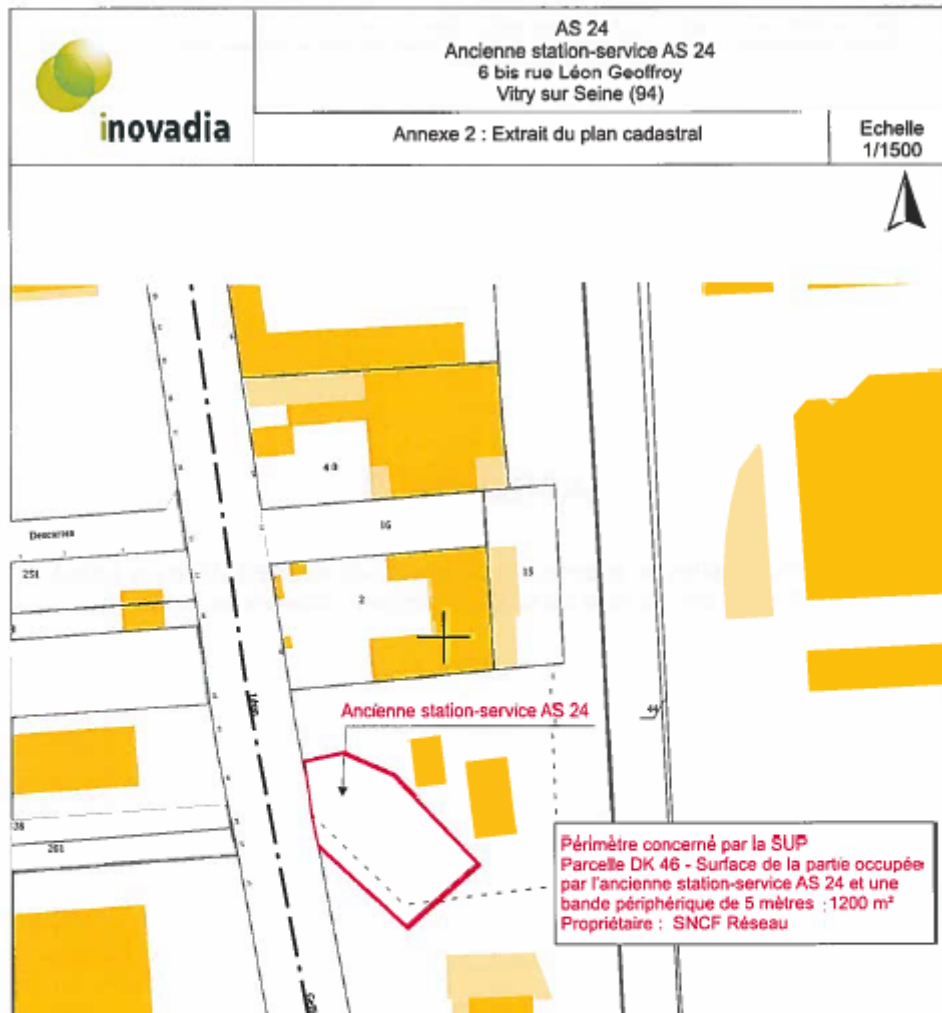 inovadia
AS 24
Ancienne station-service AS 24
6 bis rue Léon Geoffroy
Vitry sur Seine (94)
Annexe 2 : Extrait du plan cadastral
Echelle
1/1500
40
Descartes
16
251
2
15
Léon
44
Ancienne station-service AS 24
261
Périmètre concerné par la SUP
Parcelle DK 46 - Surface de la partie occupée
par l'ancienne station-service AS 24 et une
bande périphérique de 5 mètres : 1200 m²
Propriétaire : SNCF Réseau